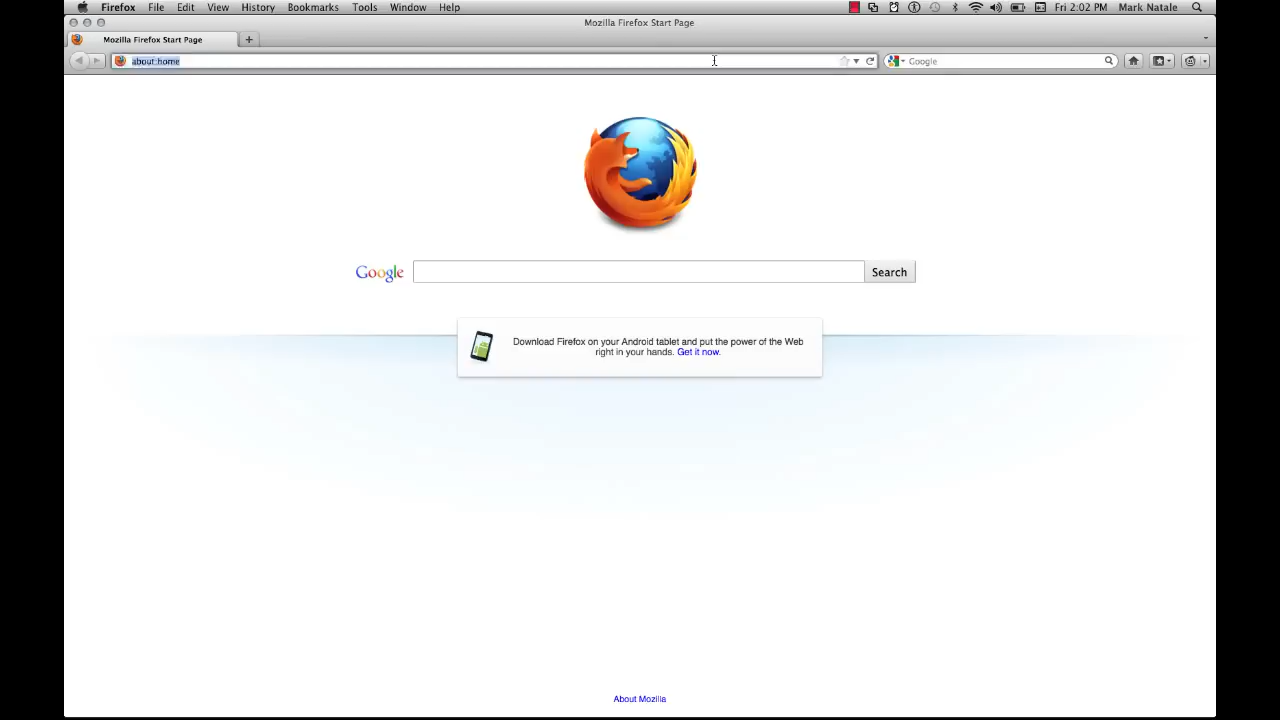 Firefox File Edit View History Bookmarks Tools Window Help Fri 2:02 PM Mark Natale
Mozilla Firefox Start Page
Mozilla Firefox Start Page
about:home
Google
Google
Search
Download Firefox on your Android tablet and put the power of the Web
right in your hands. Get it now.
About Mozilla